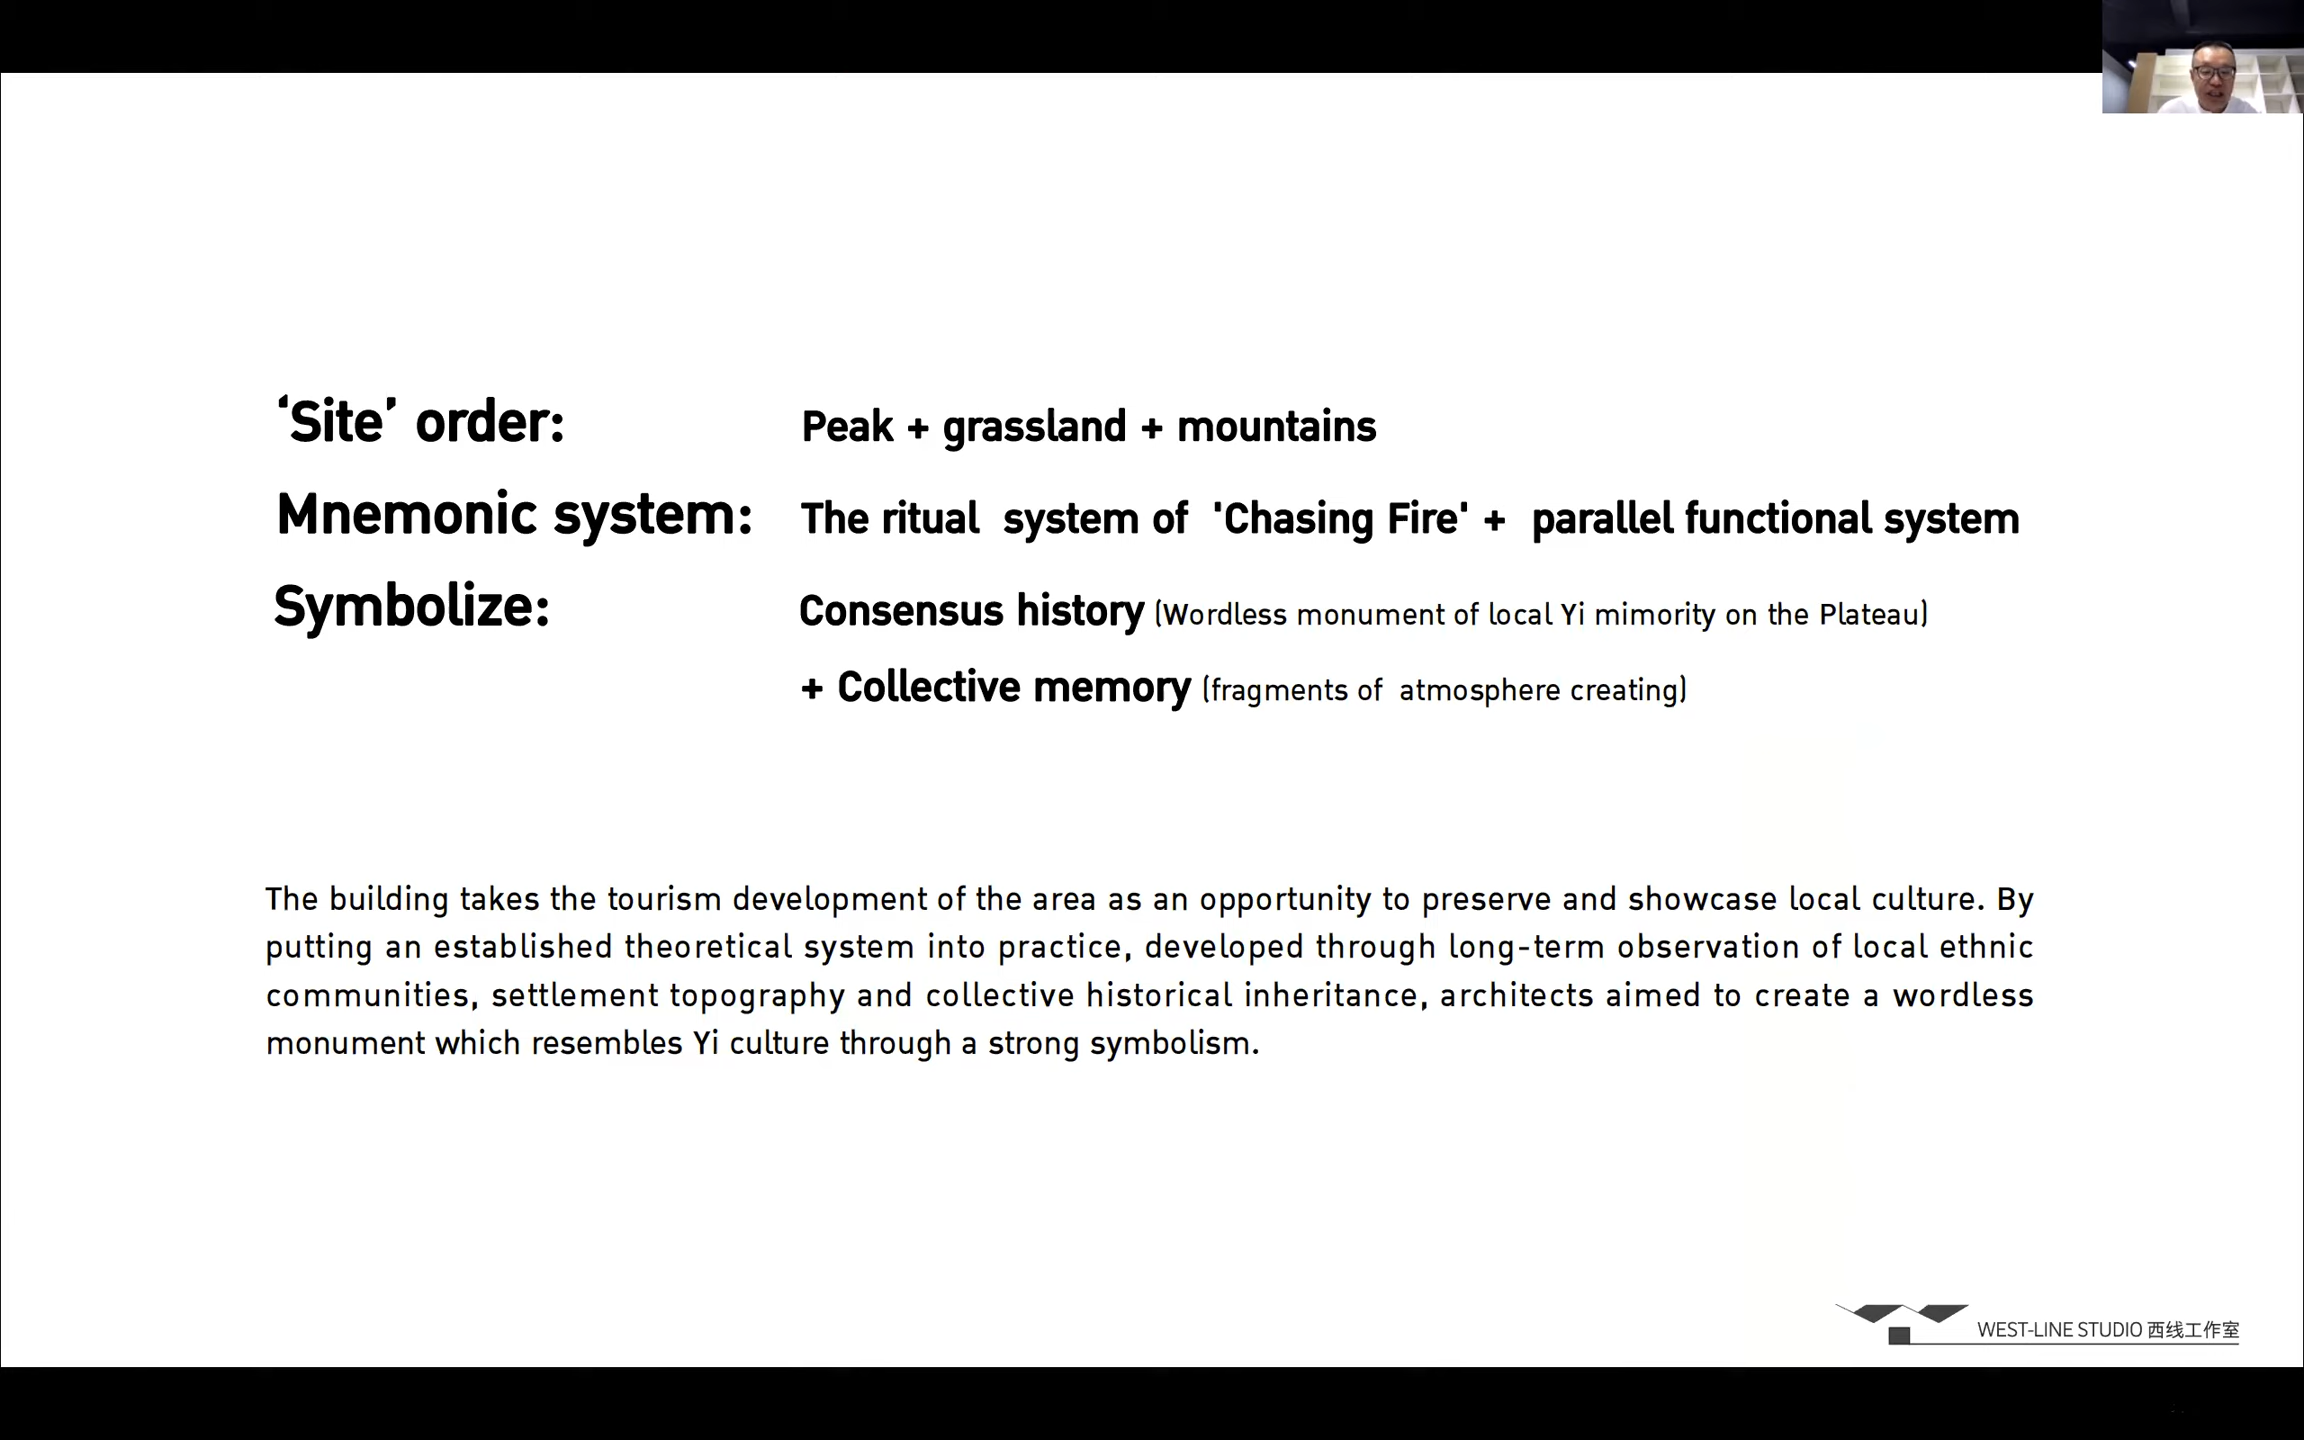 ‘Site’ order: Peak + grassland + mountains
Mnemonic system: The ritual system of 'Chasing Fire' + parallel functional system
Symbolize: Consensus history (Wordless monument of local Yi mimority on the Plateau)
+ Collective memory (fragments of atmosphere creating)
The building takes the tourism development of the area as an opportunity to preserve and showcase local culture. By
putting an established theoretical system into practice, developed through long-term observation of local ethnic
communities, settlement topography and collective historical inheritance, architects aimed to create a wordless
monument which resembles Yi culture through a strong symbolism.
WEST-LINE STUDIO 西线工作室